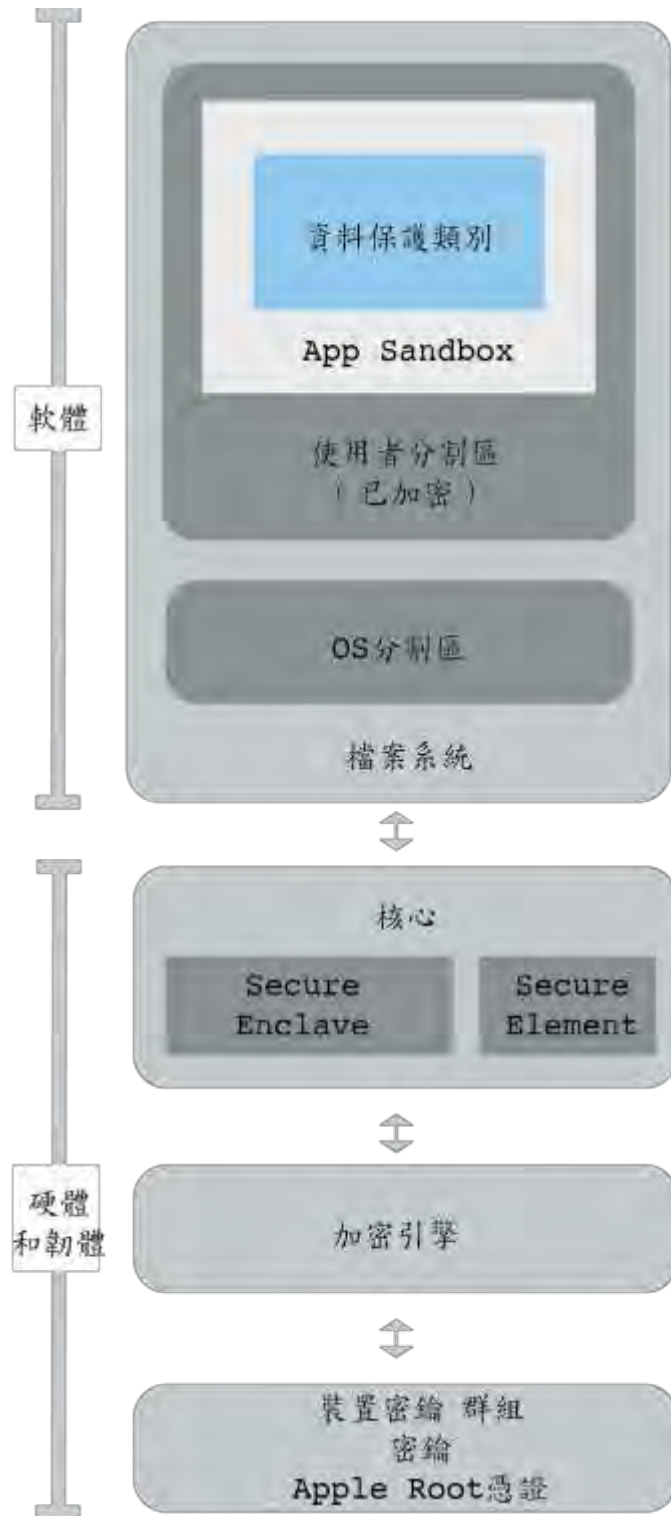 資料保護類別
App Sandbox
軟體
使用者分割區
（已加密）
OS分割區
檔案系統
核心
Secure
Enclave
Secure
Element
硬體
和韌體
加密引擎
裝置密鑰 群組
密鑰
Apple Root憑證